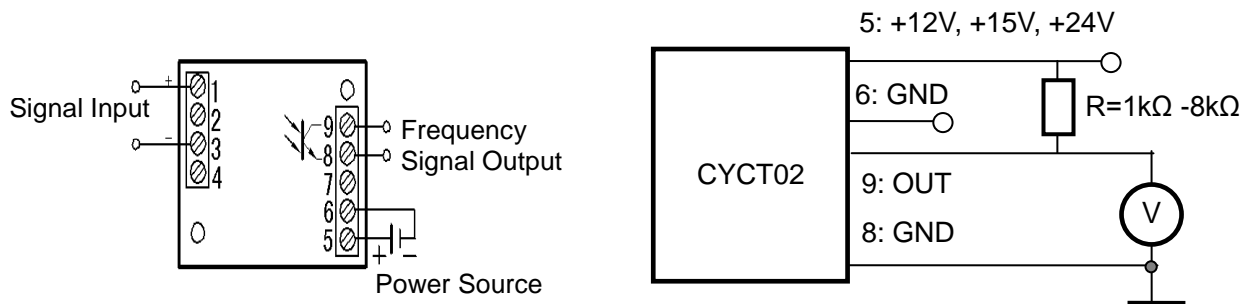 Signal Input
+
−
1
2
3
4
9
8
7
6
5
Frequency
Signal Output
+ −
Power Source
5: +12V, +15V, +24V
6: GND
R=1kΩ -8kΩ
CYCT02
9: OUT
8: GND
V